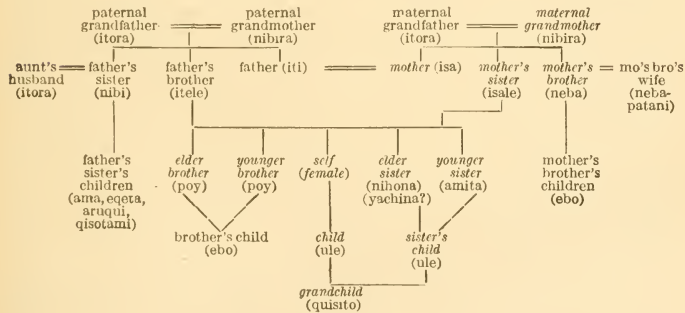 paternal paternal maternal maternal
grandfather grandmother grandfather grandmother
(itora) (nibira) (itora) (nibira)
aunt's father's father's father (iti) mother (isa) mother's mother's mo's bro's
husband sister brother sister brother wife
(itora) (nibi) (itele) (isale) (neba) (neba-
patani)
father's elder younger self elder younger mother's
sister's brother brother (female) sister sister brother's
children (poy) (poy) (nihona) (amita) children
(ama, eqeta, (yachina?) (ebo)
aruqui,
qisotami)
brother's child child sister's
(ebo) (ule) child
(ule)
grandchild
(quisito)